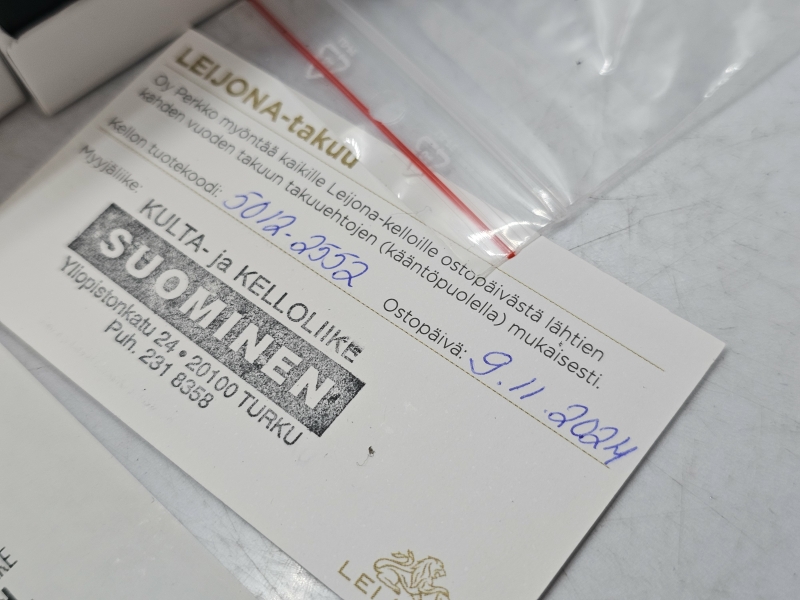 LEIJONA-takuu
Oy Perkko myöntää kaikille Leijona-kelloille ostopäivästä lähtien
kahden vuoden takuun takuuehtojen (kääntöpuolella) mukaisesti.
Kellon tuotekoodi: 5012-2552 Ostopäivä: 9.11.2024
Myyjäliike:
KULTA- ja KELLOLIIKE
SUOMINEN
Yliopistonkatu 24 • 20100 TURKU
Puh. 231 8358